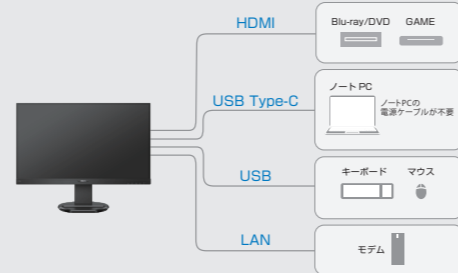 HDMI
Blu-ray/DVD GAME
USB Type-C
ノートPC
ノートPCの
電源ケーブルが不要
USB
キーボード マウス
LAN
モデム